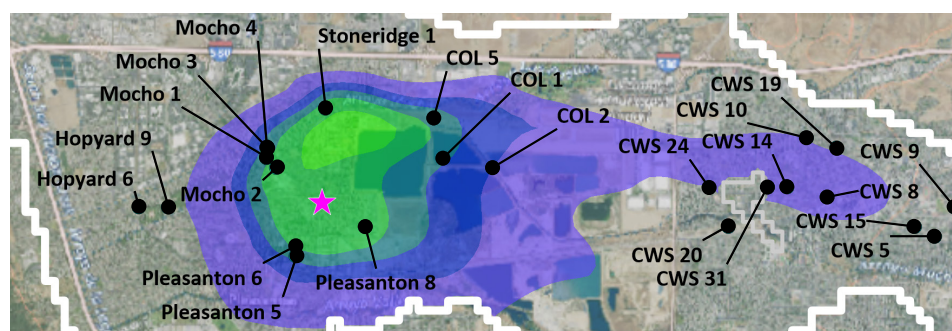 Mocho 4
Stoneridge 1
Mocho 3
COL 5
Mocho 1
COL 1
CWS 19
CWS 10
Hopyard 9
COL 2
CWS 24
CWS 14
CWS 9
Hopyard 6
Mocho 2
CWS 8
CWS 15
CWS 20
CWS 5
CWS 31
Pleasanton 6
Pleasanton 8
Pleasanton 5